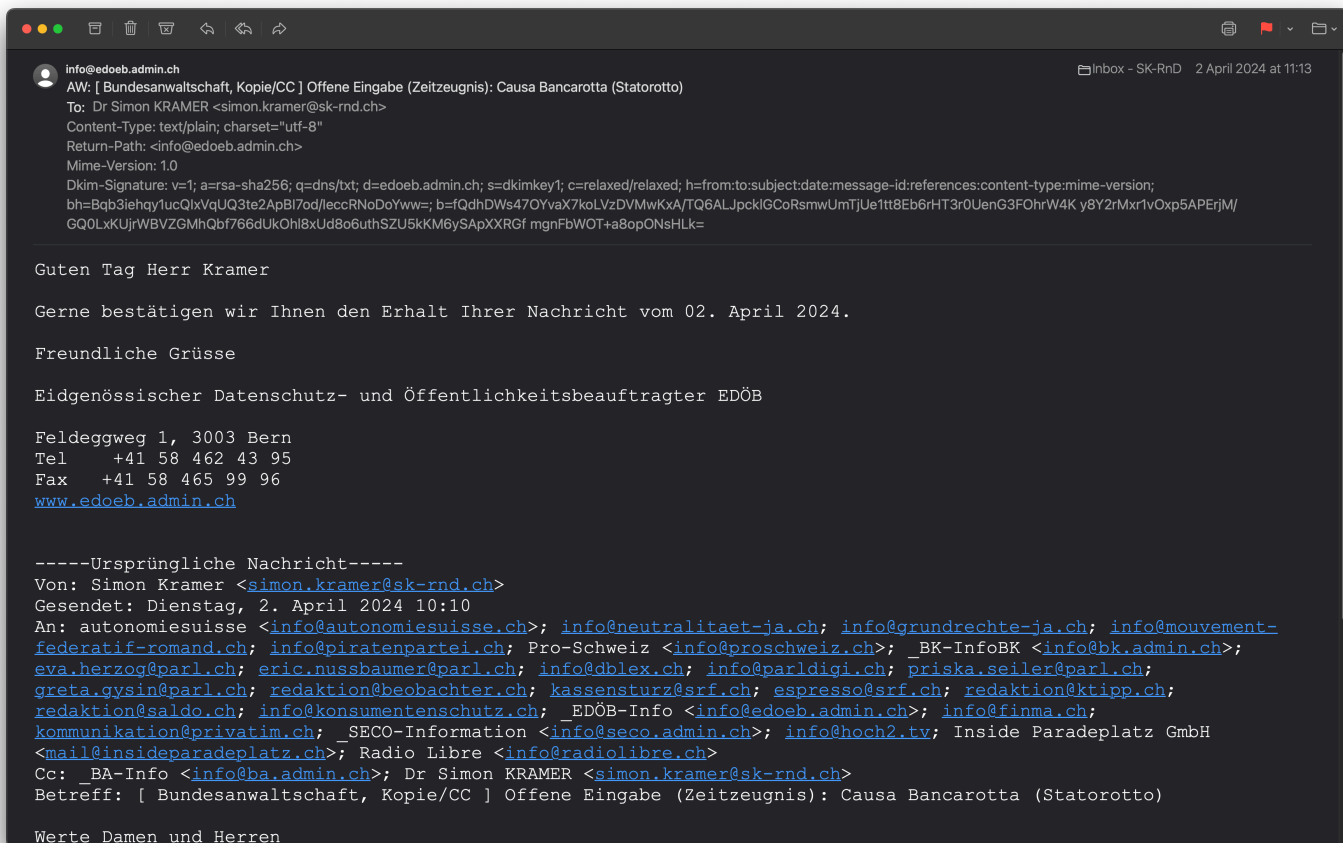 info@edoeb.admin.ch
Inbox - SK-RnD 2 April 2024 at 11:13
AW: [ Bundesanwaltschaft, Kopie/CC ] Offene Eingabe (Zeitzeugnis): Causa Bancarotta (Statorotto)
To: Dr Simon KRAMER <simon.kramer@sk-rnd.ch>
Content-Type: text/plain; charset="utf-8"
Return-Path: <info@edoeb.admin.ch>
Mime-Version: 1.0
Dkim-Signature: v=1; a=rsa-sha256; q=dns/txt; d=edoeb.admin.ch; s=dkimkey1; c=relaxed/relaxed; h=from:to:subject:date:message-id:references:content-type:mime-version;
Guten Tag Herr Kramer
Gerne bestätigen wir Ihnen den Erhalt Ihrer Nachricht vom 02. April 2024.
Freundliche Grüsse
Eidgenössischer Datenschutz- und Öffentlichkeitsbeauftragter EDÖB
Feldeggweg 1, 3003 Bern
Tel +41 58 462 43 95
Fax +41 58 465 99 96
www.edoeb.admin.ch
-----Ursprüngliche Nachricht-----
Von: Simon Kramer <simon.kramer@sk-rnd.ch>
Gesendet: Dienstag, 2. April 2024 10:10
An: autonomiesuisse <info@autonomiesuisse.ch>; info@neutralitaet-ja.ch; info@grundrechte-ja.ch; info@mouvement-
federatif-romand.ch; info@piratenpartei.ch; Pro-Schweiz <info@proschweiz.ch>; _BK-InfoBK <info@bk.admin.ch>;
eva.herzog@parl.ch; eric.nussbaumer@parl.ch; info@dblex.ch; info@parldigi.ch; priska.seiler@parl.ch;
greta.gysin@parl.ch; redaktion@beobachter.ch; kassensturz@srf.ch; espresso@srf.ch; redaktion@ktipp.ch;
redaktion@saldo.ch; info@konsumentenschutz.ch; _EDÖB-Info <info@edoeb.admin.ch>; info@finma.ch;
kommunikation@privatim.ch; _SECO-Information <info@seco.admin.ch>; info@hoch2.tv; Inside Paradeplatz GmbH
<mail@insideparadeplatz.ch>; Radio Libre <info@radiolibre.ch>
Cc: _BA-Info <info@ba.admin.ch>; Dr Simon KRAMER <simon.kramer@sk-rnd.ch>
Betreff: [ Bundesanwaltschaft, Kopie/CC ] Offene Eingabe (Zeitzeugnis): Causa Bancarotta (Statorotto)
Werte Damen und Herren